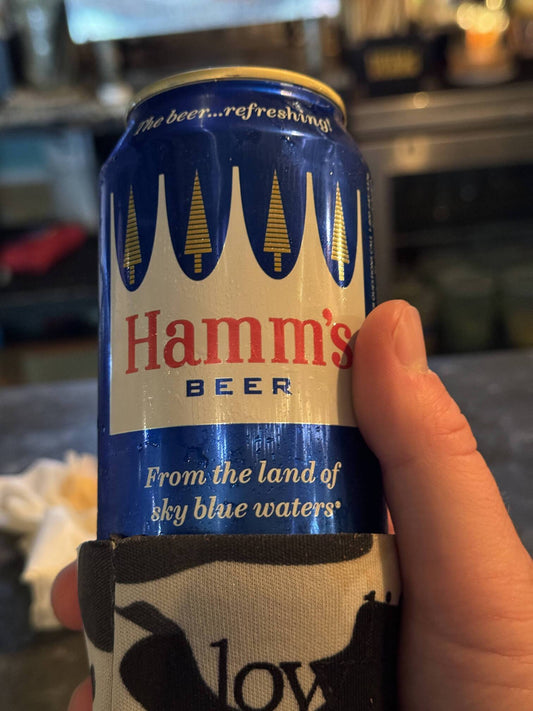 The beer...refreshing!
Hamm's
BEER
From the land of
sky blue waters®